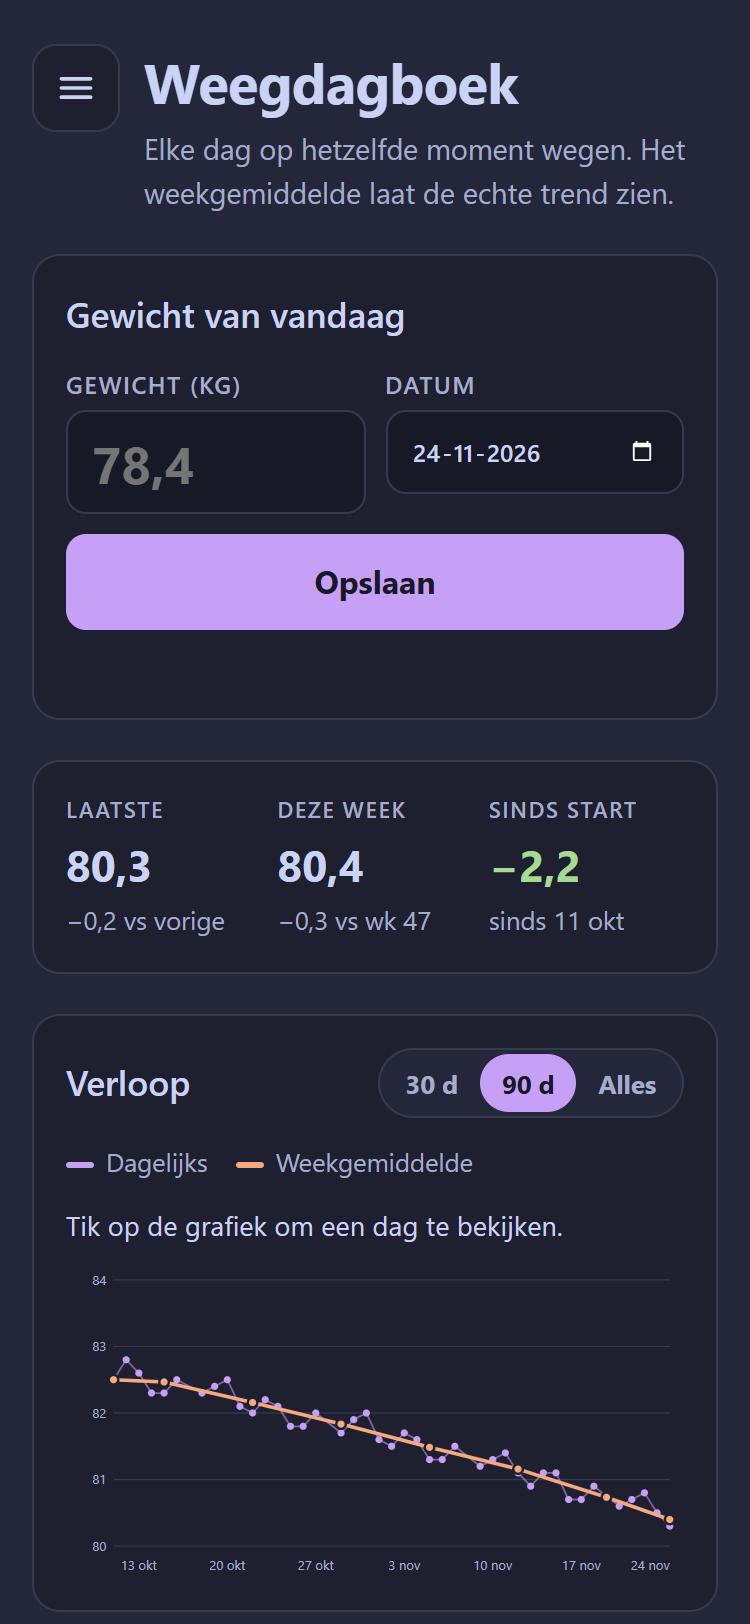 Weegdagboek
Elke dag op hetzelfde moment wegen. Het
weekgemiddelde laat de echte trend zien.
Gewicht van vandaag
GEWICHT (KG)
DATUM
78,4
24-11-2026
Opslaan
LAATSTE
DEZE WEEK
SINDS START
80,3
80,4
−2,2
−0,2 vs vorige
−0,3 vs wk 47
sinds 11 okt
Verloop
30 d
90 d
Alles
Dagelijks
Weekgemiddelde
Tik op de grafiek om een dag te bekijken.
84
83
82
81
80
13 okt
20 okt
27 okt
3 nov
10 nov
17 nov
24 nov